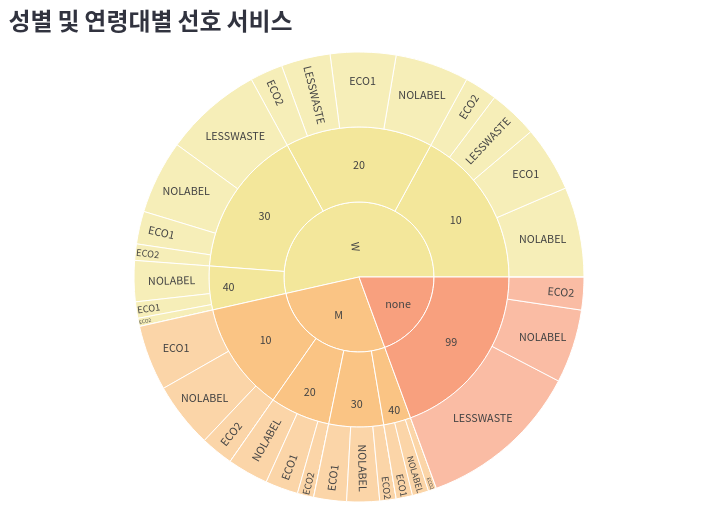 성별 및 연령대별 선호 서비스
W
10
NOLABEL
ECO1
LESSWASTE
ECO2
20
NOLABEL
ECO1
LESSWASTE
ECO2
30
LESSWASTE
NOLABEL
ECO1
ECO2
40
NOLABEL
ECO1
ECO2
M
10
ECO1
NOLABEL
ECO2
20
NOLABEL
ECO1
ECO2
30
ECO1
NOLABEL
ECO2
40
ECO1
NOLABEL
ECO2
none
99
LESSWASTE
NOLABEL
ECO2